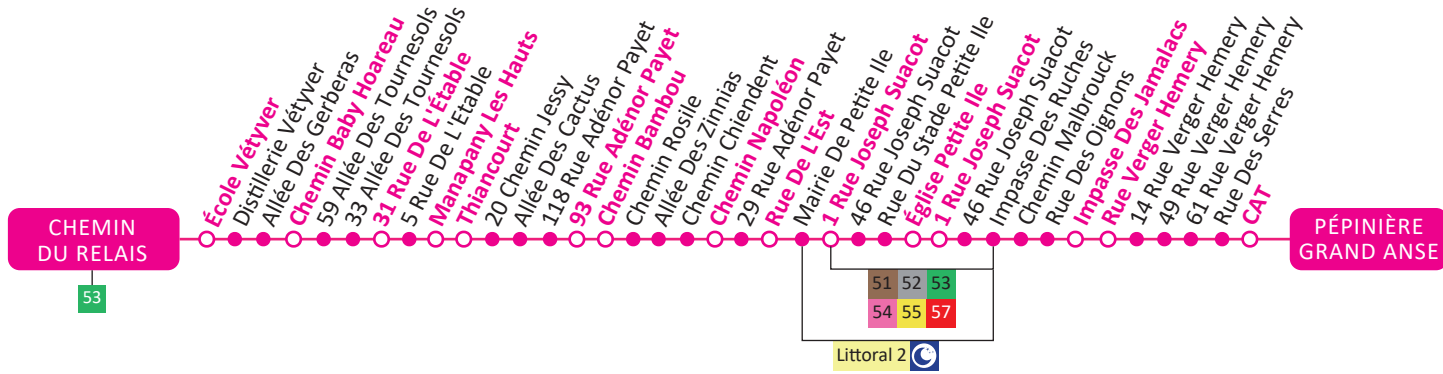 CHEMIN
DU RELAIS
53
École Vétyver
Distillerie Vétyver
Allée Des Gerberas
Chemin Baby Hoareau
59 Allée Des Tournesols
33 Allée Des Tournesols
31 Rue De L'Étable
5 Rue De L'Etable
Manapany Les Hauts
Thiancourt
20 Chemin Jessy
Allée Des Cactus
118 Rue Adénor Payet
93 Rue Adénor Payet
Chemin Bambou
Chemin Rosile
Allée Des Zinnias
Chemin Chiendent
Chemin Napoléon
29 Rue Adénor Payet
Rue De L'Est
Mairie De Petite Ile
1 Rue Joseph Suacot
46 Rue Joseph Suacot
Rue Du Stade Petite Ile
Église Petite Ile
1 Rue Joseph Suacot
46 Rue Joseph Suacot
Impasse Des Ruches
Chemin Malbrouck
Rue Des Oignons
Impasse Des Jamalacs
Rue Verger Hemery
14 Rue Verger Hemery
49 Rue Verger Hemery
61 Rue Verger Hemery
Rue Des Serres
CAT
PÉPINIÈRE
GRAND ANSE
51 52 53
54 55 57
Littoral 2